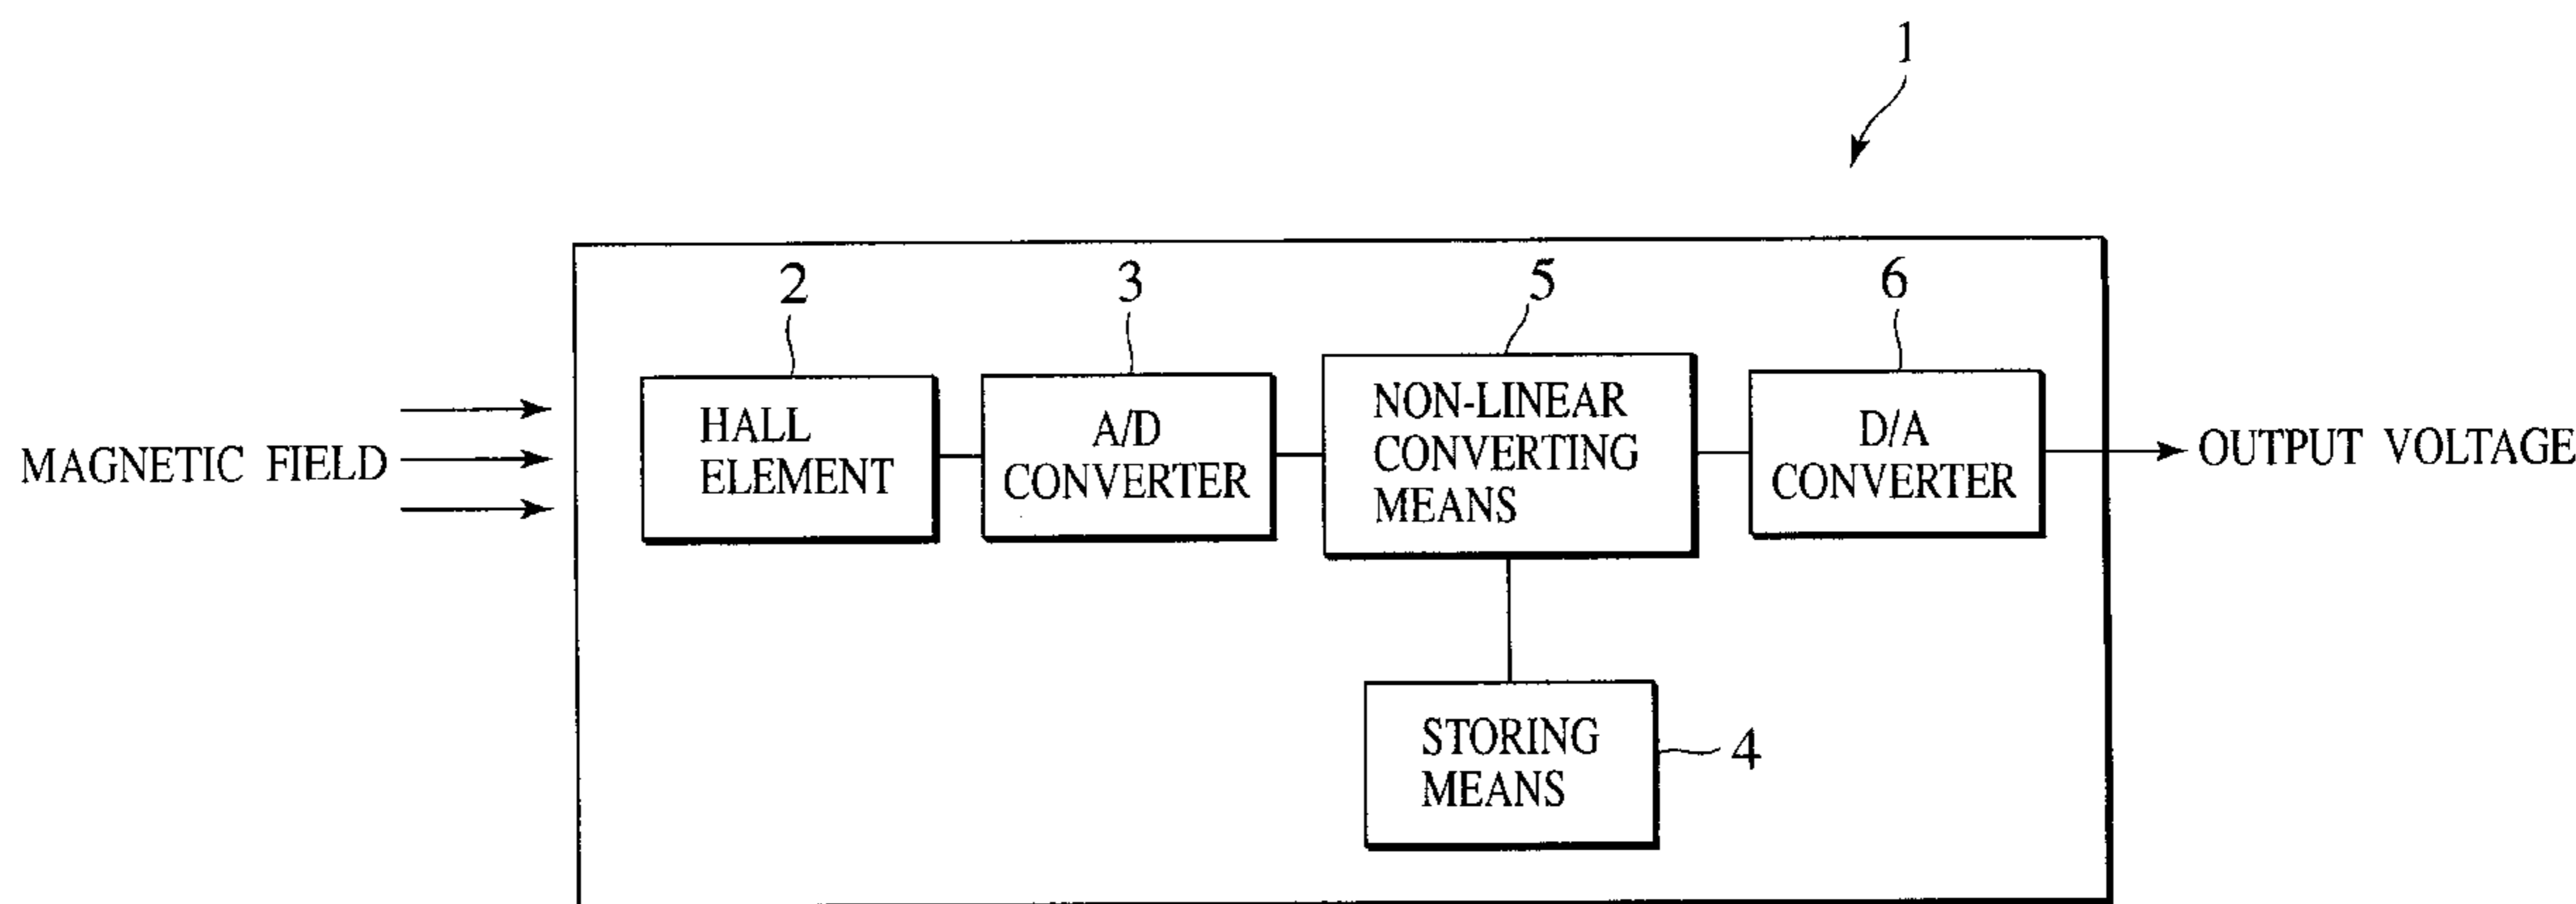 1
2
3
5
6
MAGNETIC FIELD
HALL
ELEMENT
A/D
CONVERTER
NON-LINEAR
CONVERTING
MEANS
D/A
CONVERTER
OUTPUT VOLTAGE
STORING
MEANS
4